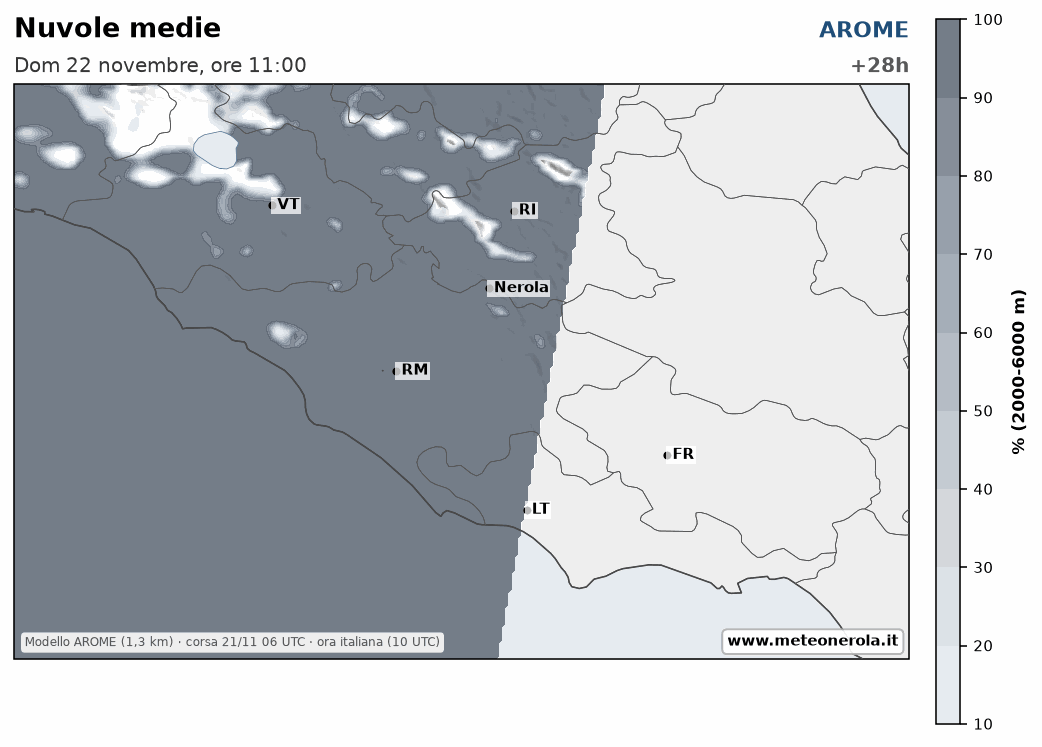 Nuvole medie
AROME
Dom 22 novembre, ore 11:00
+28h
100
90
80
70
60
50
40
30
20
10
% (2000-6000 m)
VT
RI
Nerola
RM
FR
LT
Modello AROME (1,3 km) · corsa 21/11 06 UTC · ora italiana (10 UTC)
www.meteonerola.it